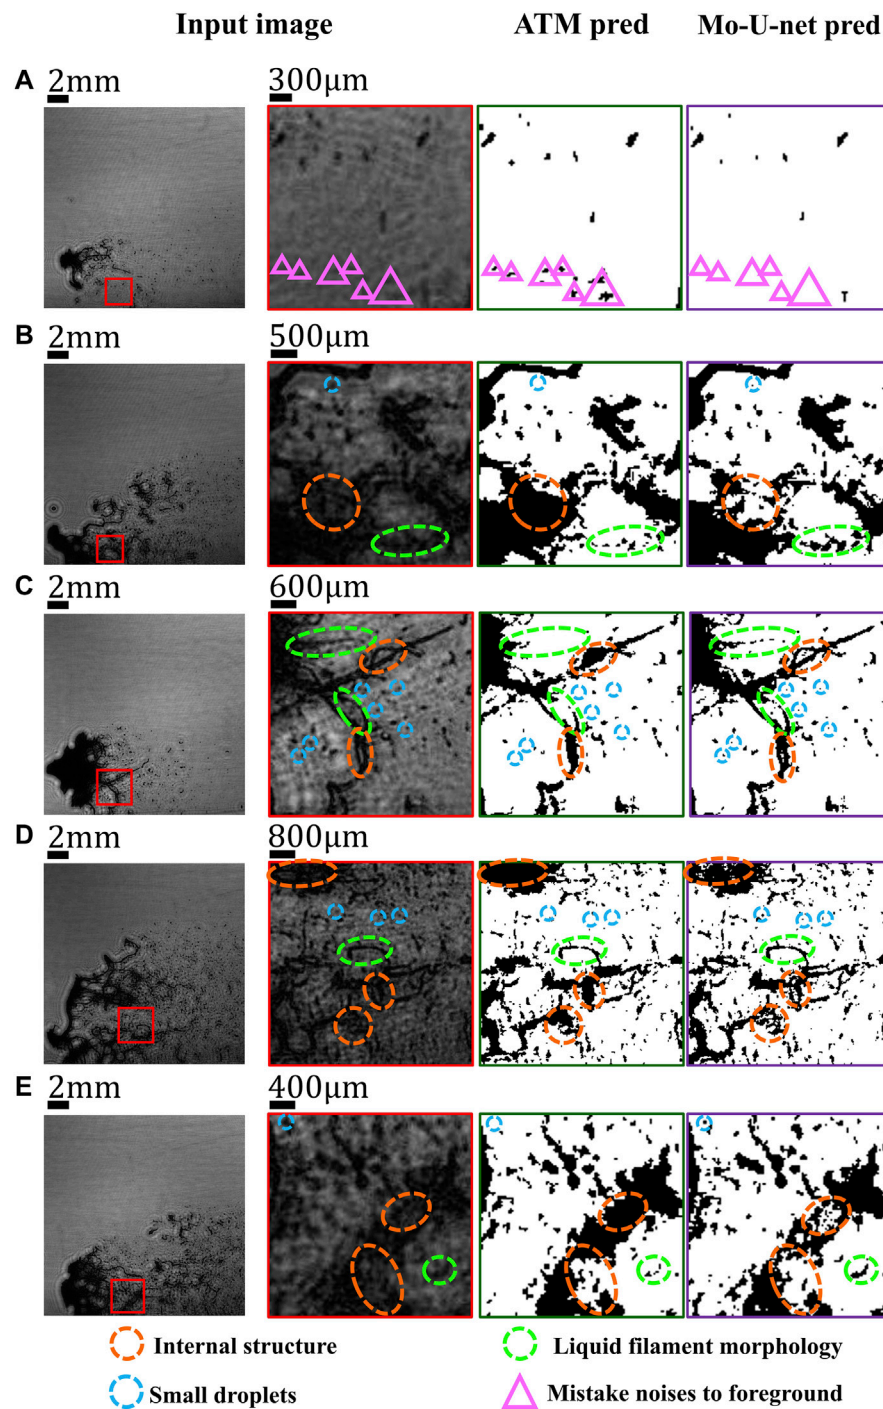 Input image ATM pred Mo-U-net pred
A 2mm 300μm
B 2mm 500μm
C 2mm 600μm
D 2mm 800μm
E 2mm 400μm
Internal structure Liquid filament morphology
Small droplets Mistake noises to foreground